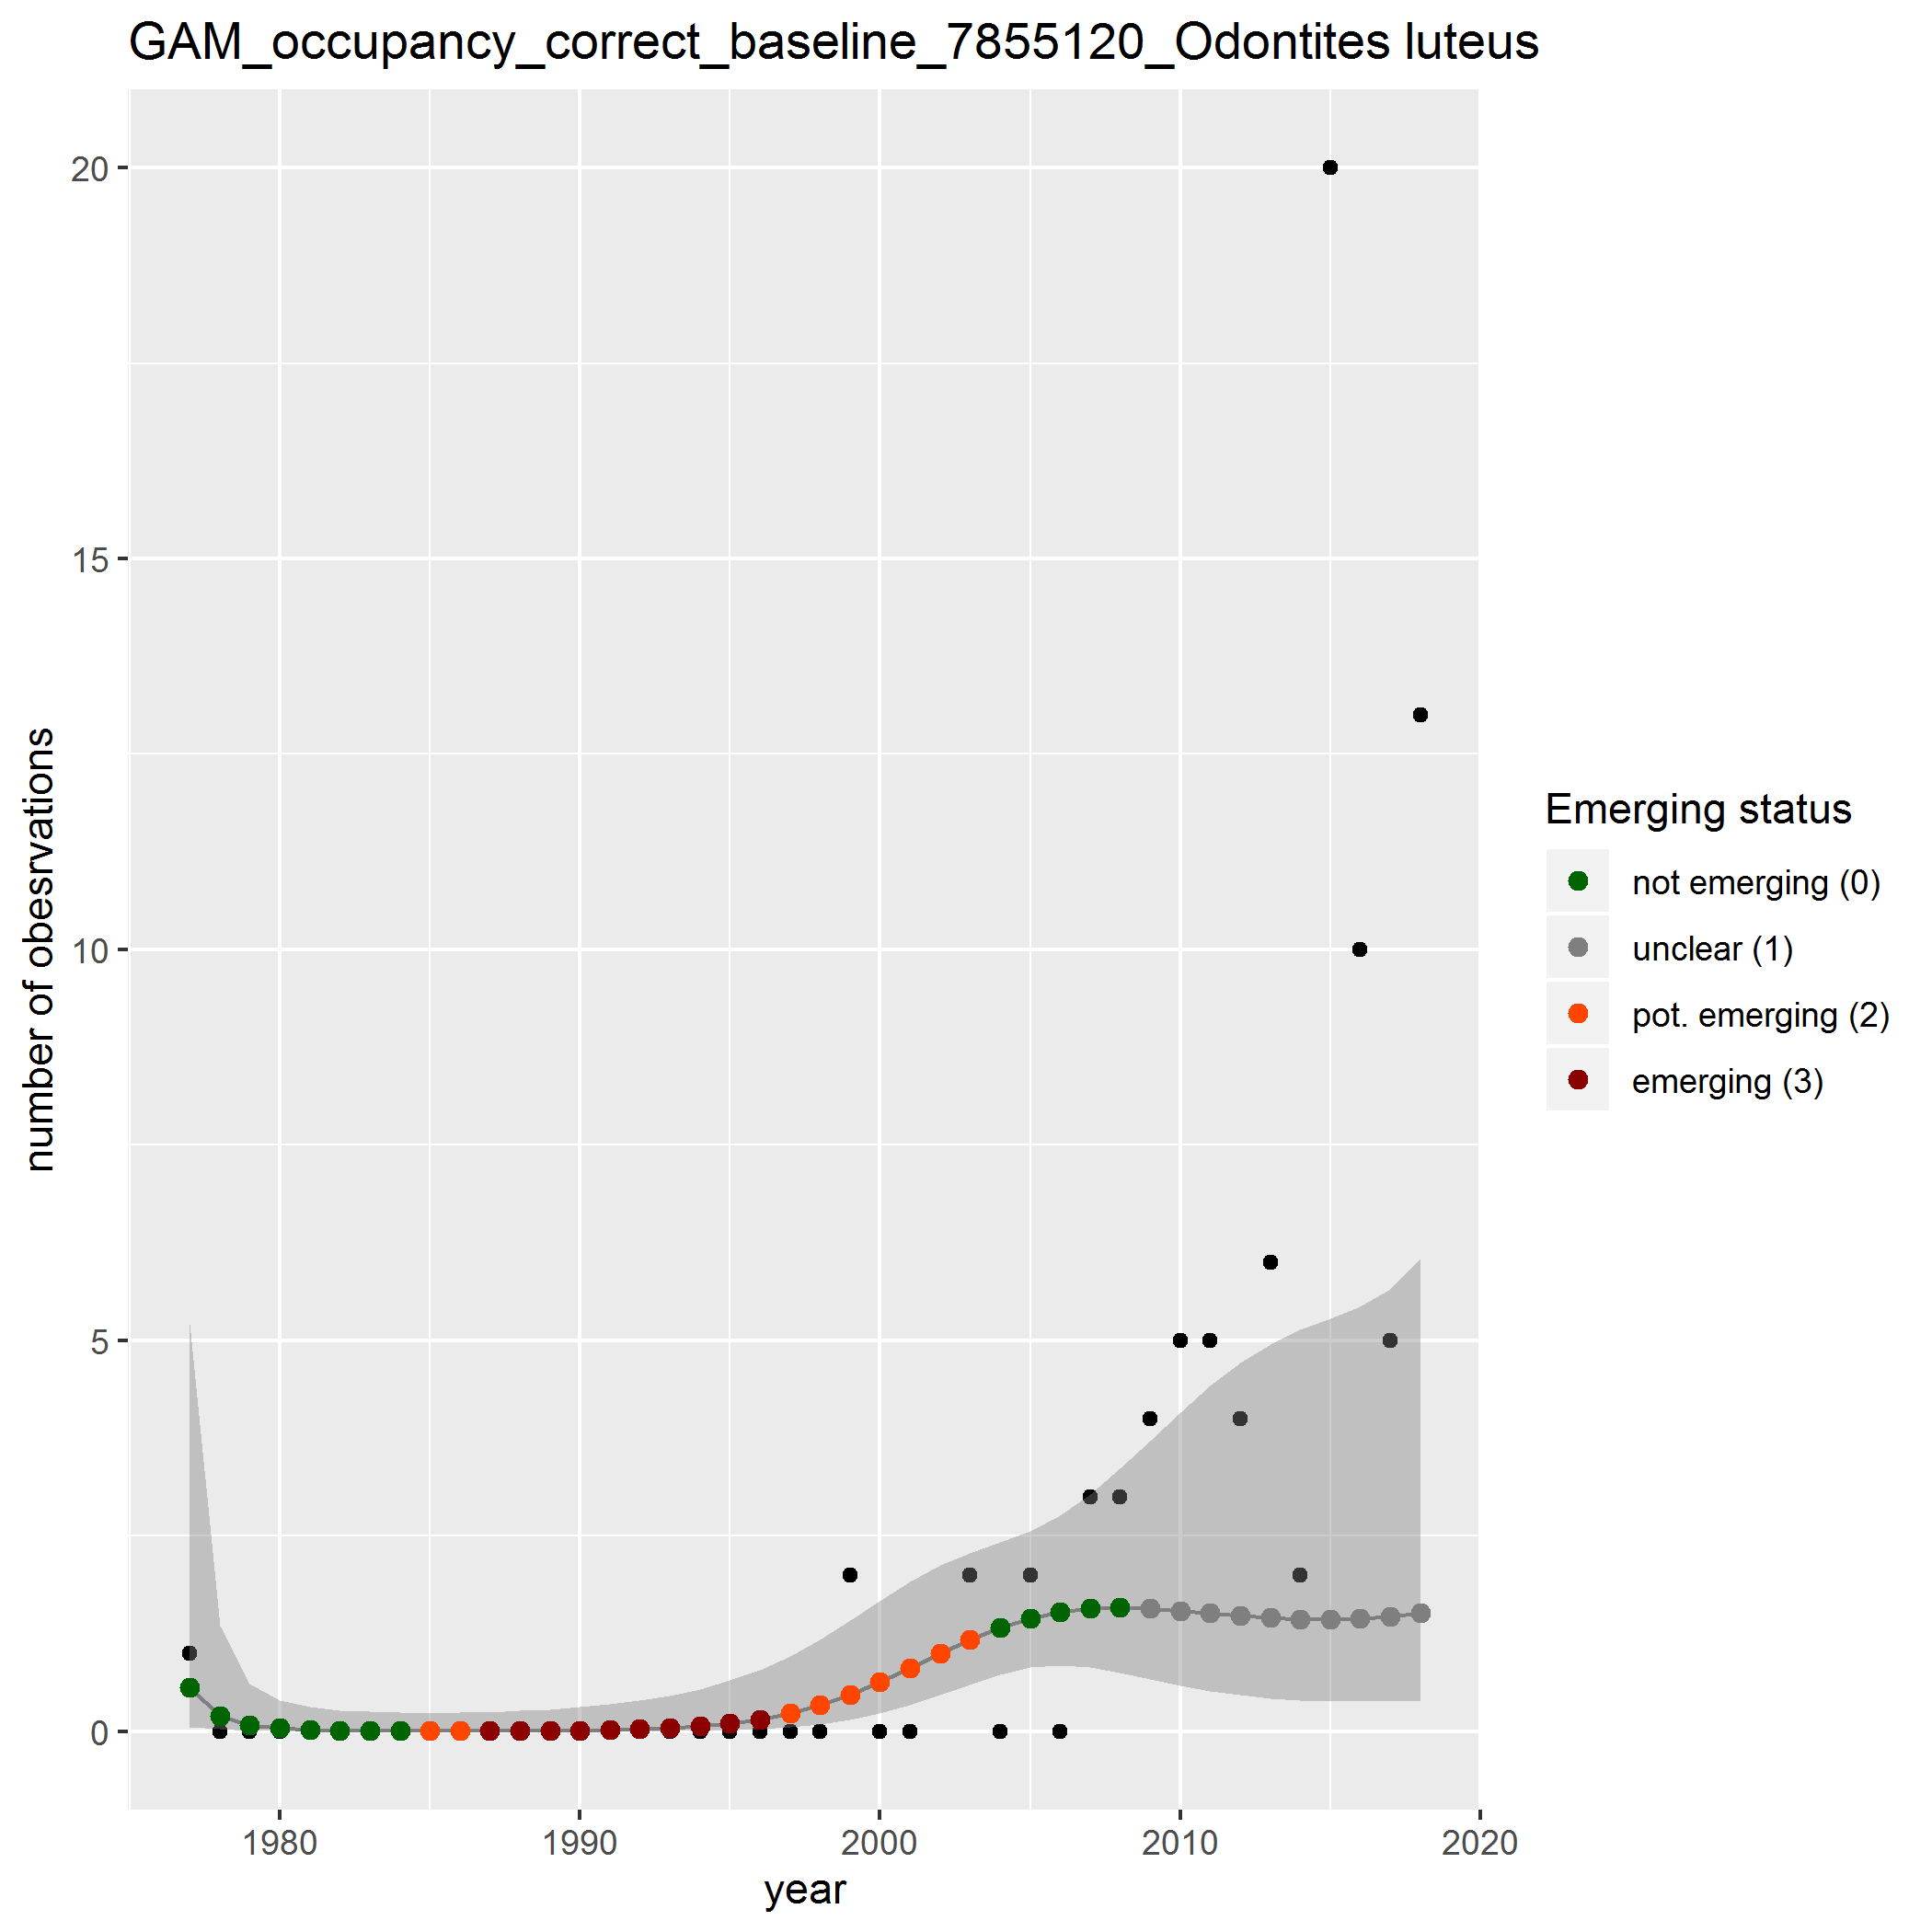 GAM_occupancy_correct_baseline_7855120_Odontites luteus
20
15
10
5
0
number of obesrvations
1980
1990
2000
2010
2020
year
Emerging status
not emerging (0)
unclear (1)
pot. emerging (2)
emerging (3)